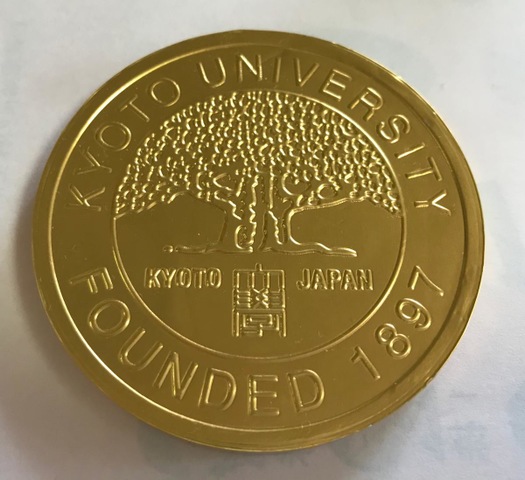 KYOTO UNIVERSITY
KYOTO 大學 JAPAN
FOUNDED 1897